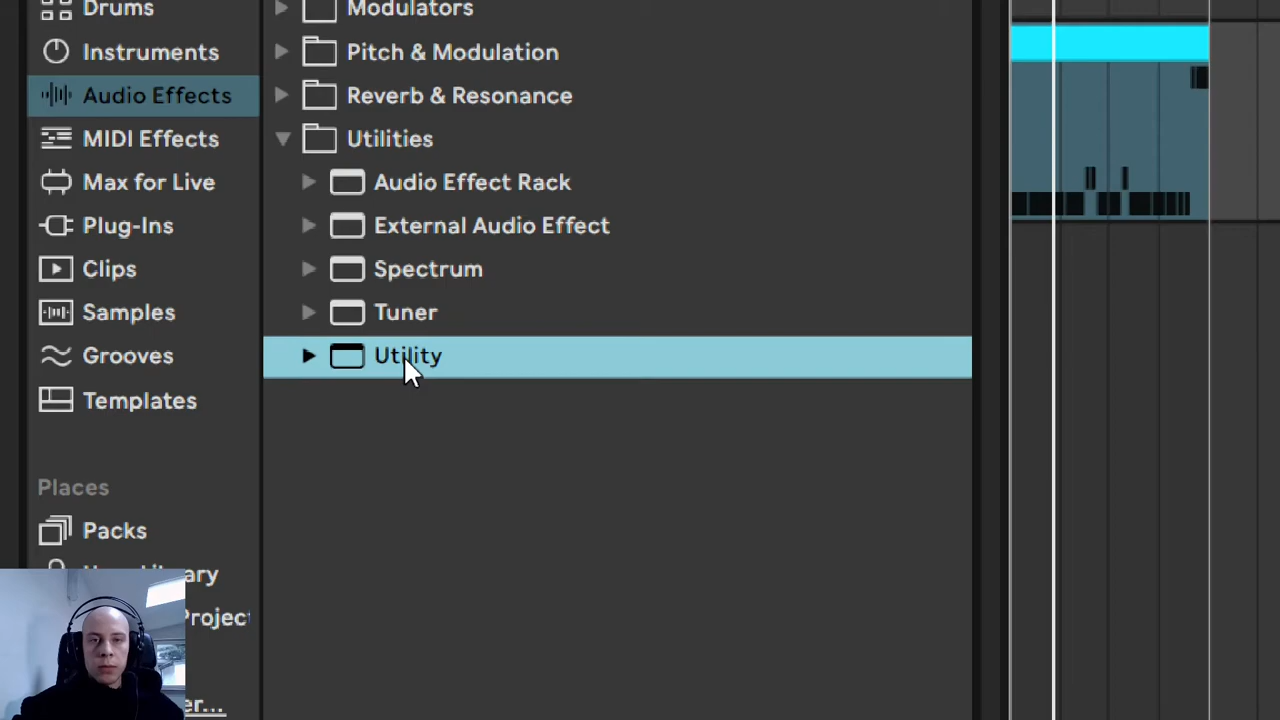 Drums
Instruments
Audio Effects
MIDI Effects
Max for Live
Plug-Ins
Clips
Samples
Grooves
Templates
Places
Packs
Modulators
Pitch & Modulation
Reverb & Resonance
Utilities
Audio Effect Rack
External Audio Effect
Spectrum
Tuner
Utility